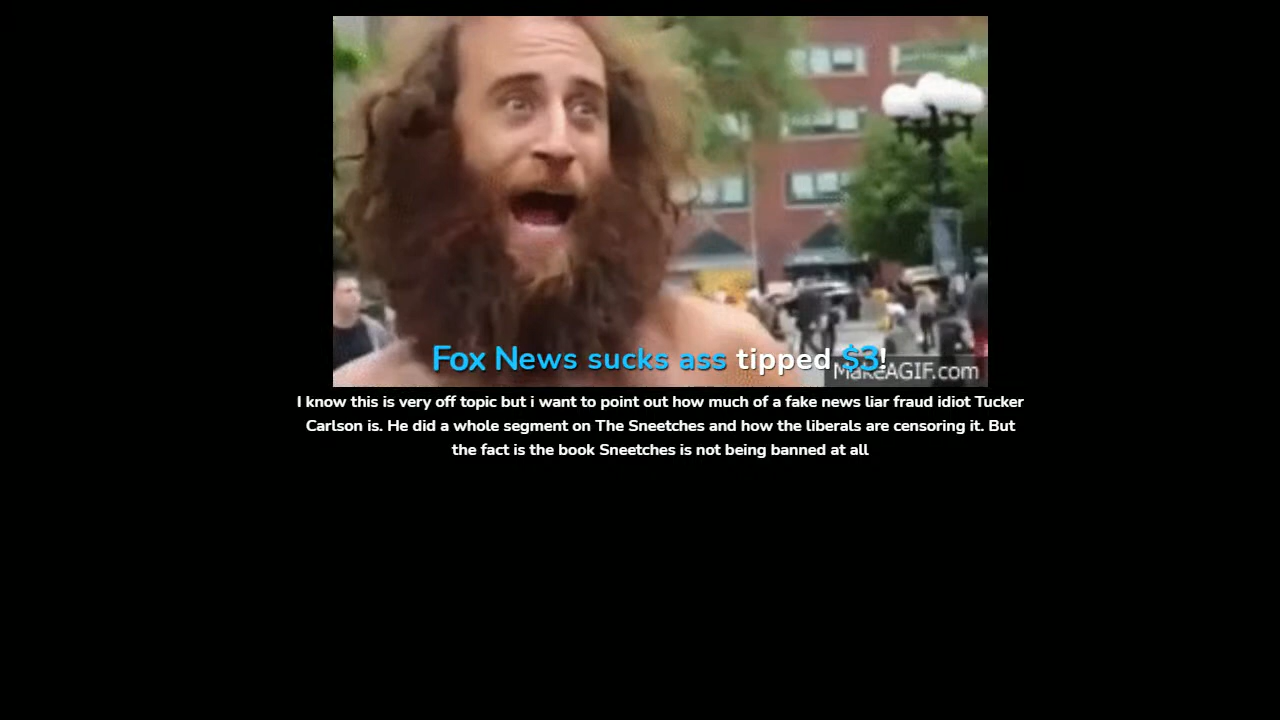 Fox News sucks ass tipped $3!
MakeAGIF.com
I know this is very off topic but i want to point out how much of a fake news liar fraud idiot Tucker
Carlson is. He did a whole segment on The Sneetches and how the liberals are censoring it. But
the fact is the book Sneetches is not being banned at all